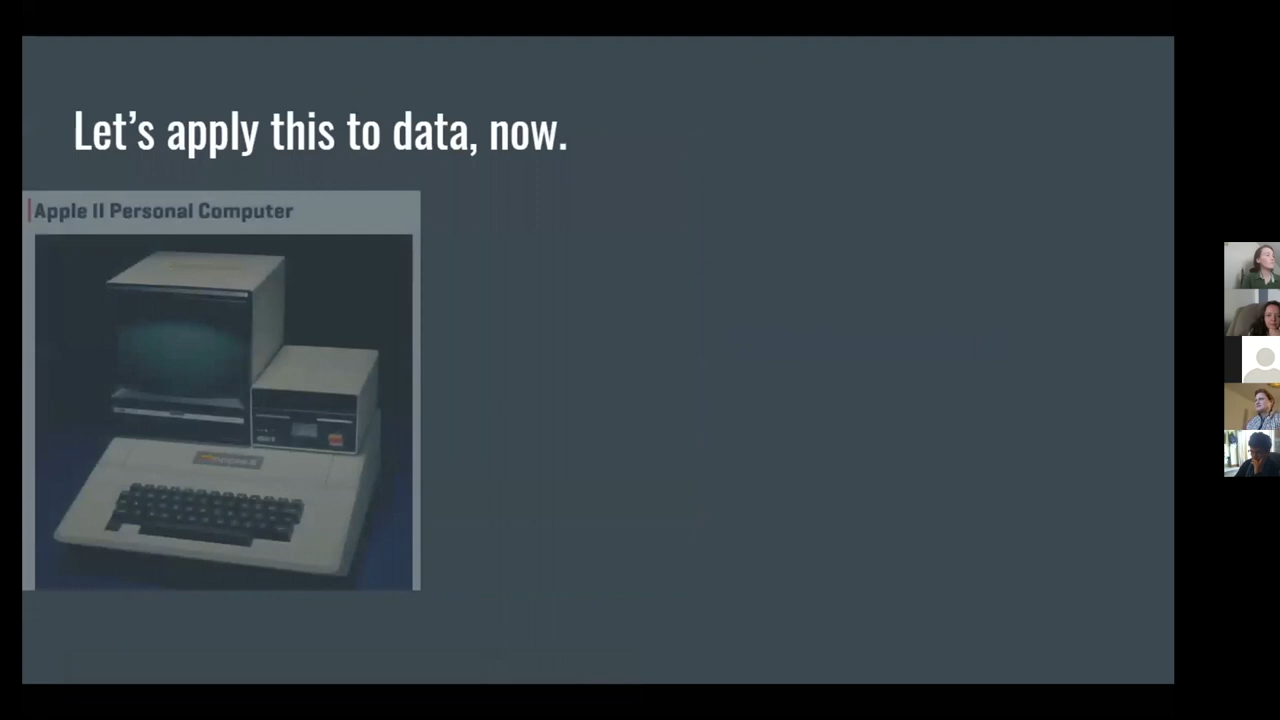 Let's apply this to data, now.
Apple II Personal Computer